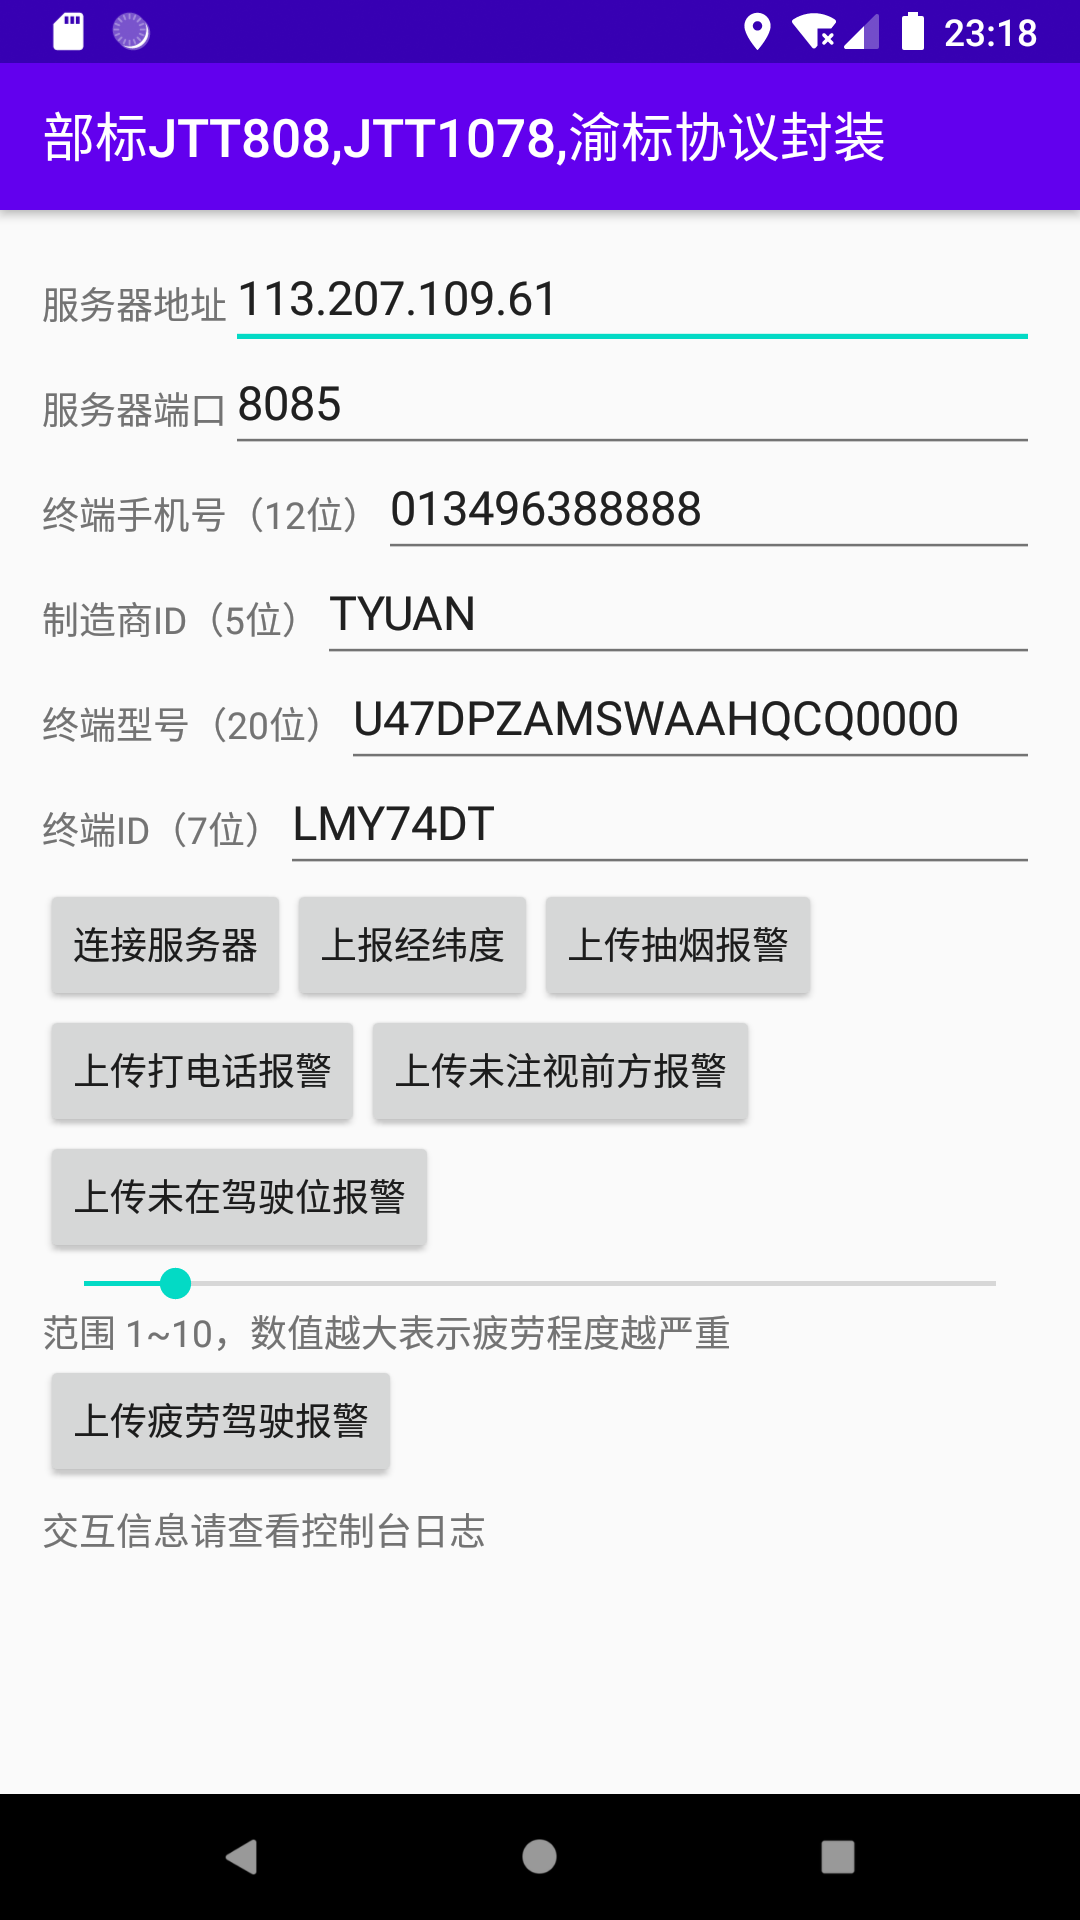 23:18
部标JTT808,JTT1078,渝标协议封装
服务器地址 113.207.109.61
服务器端口 8085
终端手机号（12位） 013496388888
制造商ID（5位） TYUAN
终端型号（20位） U47DPZAMSWAAHQCQ0000
终端ID（7位） LMY74DT
连接服务器 上报经纬度 上传抽烟报警
上传打电话报警 上传未注视前方报警
上传未在驾驶位报警
范围 1~10，数值越大表示疲劳程度越严重
上传疲劳驾驶报警
交互信息请查看控制台日志